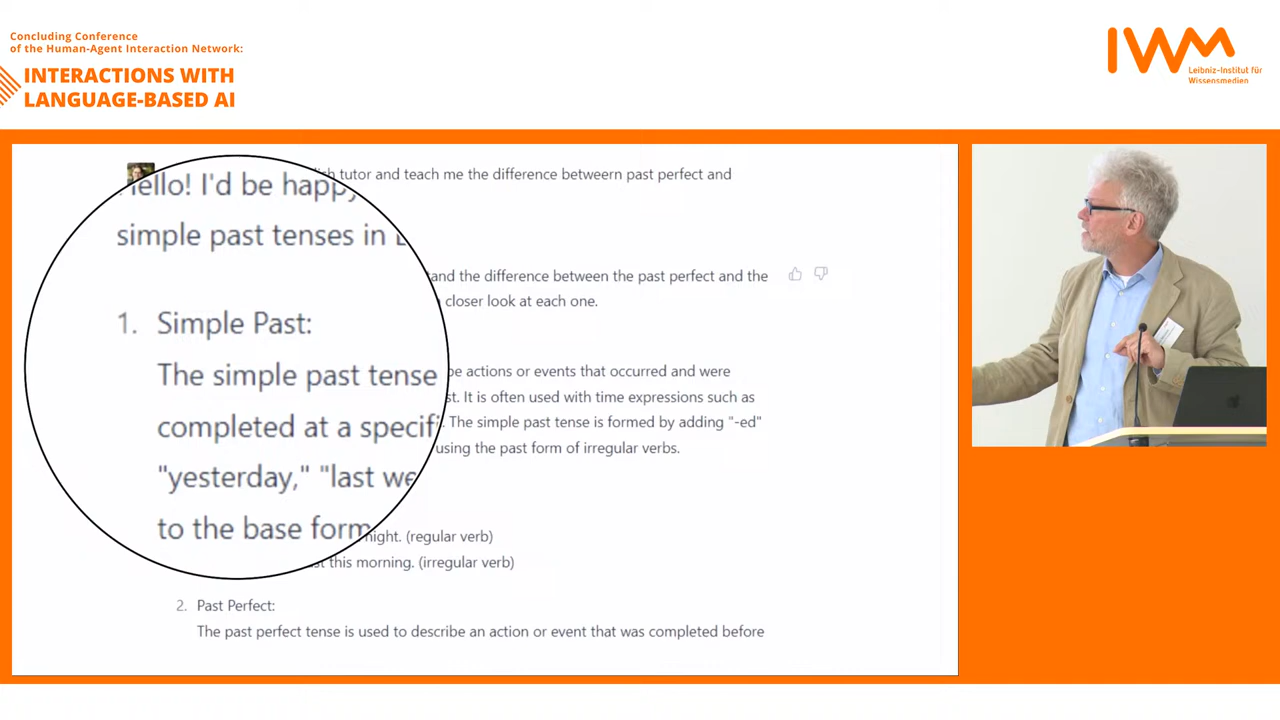 Concluding Conference
of the Human-Agent Interaction Network:
INTERACTIONS WITH
LANGUAGE-BASED AI
IWM
Leibniz-Institut für
Wissensmedien
tutor and teach me the difference betweern past perfect and
Hello! I'd be happy
simple past tenses in
and the difference between the past perfect and the
closer look at each one.
1. Simple Past:
The simple past tense
completed at a specifi
"yesterday," "last we
to the base form
be actions or events that occurred and were
st. It is often used with time expressions such as
The simple past tense is formed by adding "-ed"
using the past form of irregular verbs.
night. (regular verb)
this morning. (irregular verb)
2. Past Perfect:
The past perfect tense is used to describe an action or event that was completed before